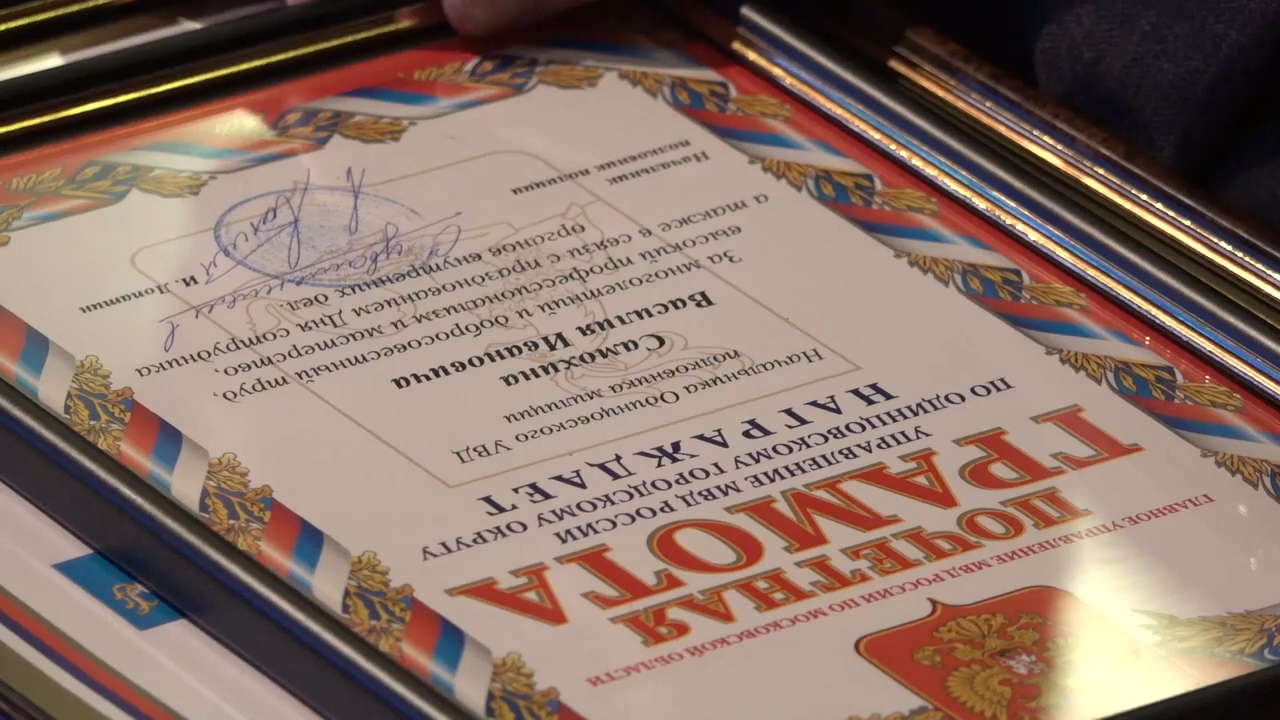 ГЛАВНОЕ УПРАВЛЕНИЕ МВД РОССИИ ПО МОСКОВСКОЙ ОБЛАСТИ
ПОЧЕТНАЯ
ГРАМОТА
УПРАВЛЕНИЕ МВД РОССИИ
ПО ОДИНЦОВСКОМУ ГОРОДСКОМУ ОКРУГУ
НАГРАЖДАЕТ
Начальника Одинцовского УВД
полковника милиции
Самохина
Василия Ивановича
За многолетний и добросовестный труд,
высокий профессионализм и мастерство,
а также в связи с празднованием Дня сотрудника
органов внутренних дел.
Начальник
полковник полиции
И. Лопатин